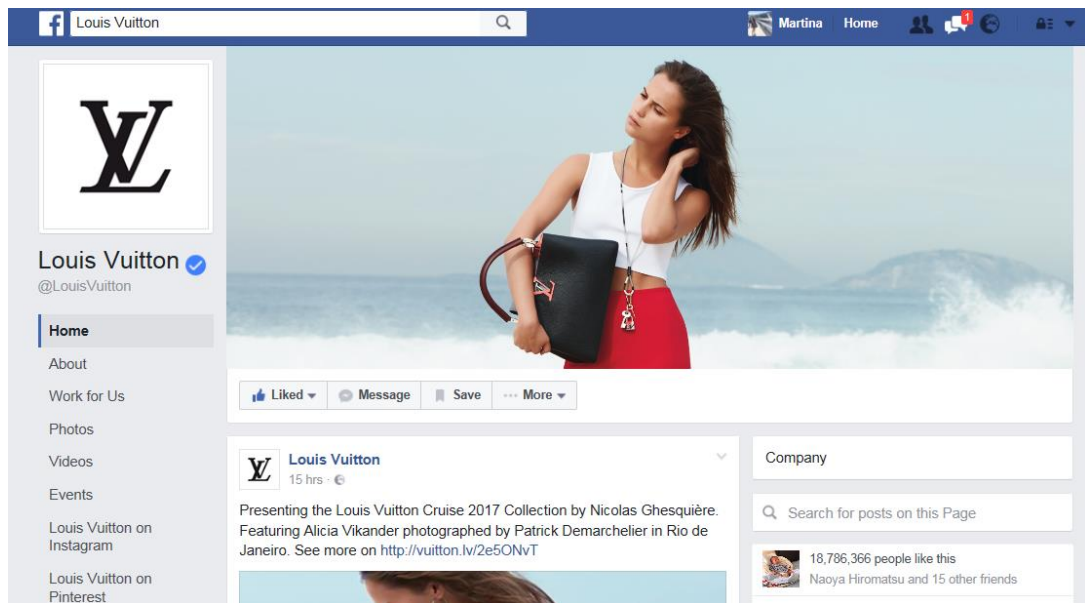 Louis Vuitton
Martina
Home
1
LV
Louis Vuitton
@LouisVuitton
Home
About
Work for Us
Photos
Videos
Events
Louis Vuitton on
Instagram
Louis Vuitton on
Pinterest
Liked
Message
Save
More
LV
Louis Vuitton
15 hrs ·
Presenting the Louis Vuitton Cruise 2017 Collection by Nicolas Ghesquière.
Featuring Alicia Vikander photographed by Patrick Demarchelier in Rio de
Janeiro. See more on http://vuitton.lv/2e5ONvT
Company
Search for posts on this Page
18,786,366 people like this
Naoya Hiromatsu and 15 other friends